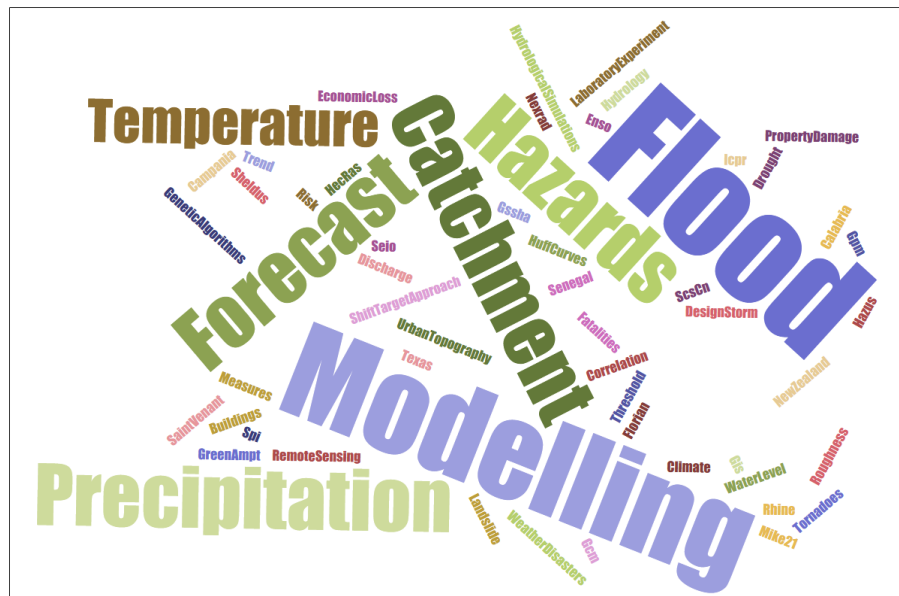 HydrologicalSimulations
LaboratoryExperiment
Hydrology
Nexrad
Enso
EconomicLoss
Temperature
Catchment
Hazards
Flood
PropertyDamage
Icpr
Drought
Campania
Trend
Sheldus
HecRas
Risk
GeneticAlgorithms
Forecast
Gssha
HuffCurves
Seio
Discharge
Senegal
ShiftTargetApproach
ScsCn
DesignStorm
Calabria
Gpm
Hazus
UrbanTopography
Texas
Fatalities
Correlation
Threshold
Florian
NewZealand
Modelling
Measures
SaintVenant
Buildings
Spi
GreenAmpt
RemoteSensing
Precipitation
Climate
Gis
WaterLevel
Roughness
Landslide
WeatherDisasters
Gcm
Rhine
Tornadoes
Mike21